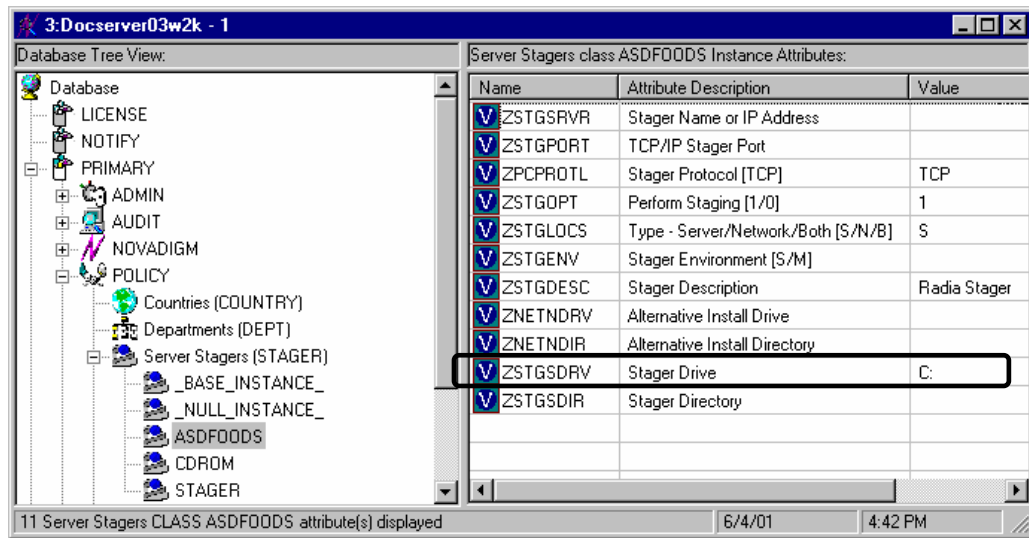 3:Docserver03w2k - 1
Database Tree View:
Database
LICENSE
NOTIFY
PRIMARY
ADMIN
AUDIT
NOVADIGM
POLICY
Countries (COUNTRY)
Departments (DEPT)
Server Stagers (STAGER)
_BASE_INSTANCE_
_NULL_INSTANCE_
ASDFOODS
CDROM
STAGER
Server Stagers class ASDFOODS Instance Attributes:
Name Attribute Description Value
V ZSTGSRVR Stager Name or IP Address
V ZSTGPORT TCP/IP Stager Port
V ZPCPROTL Stager Protocol [TCP] TCP
V ZSTGOPT Perform Staging [1/0] 1
V ZSTGLOCS Type - Server/Network/Both [S/N/B] S
V ZSTGENV Stager Environment [S/M]
V ZSTGDESC Stager Description Radia Stager
V ZNETNDRV Alternative Install Drive
V ZNETNDIR Alternative Install Directory
V ZSTGSDRV Stager Drive C:
V ZSTGSDIR Stager Directory
11 Server Stagers CLASS ASDFOODS attribute(s) displayed 6/4/01 4:42 PM